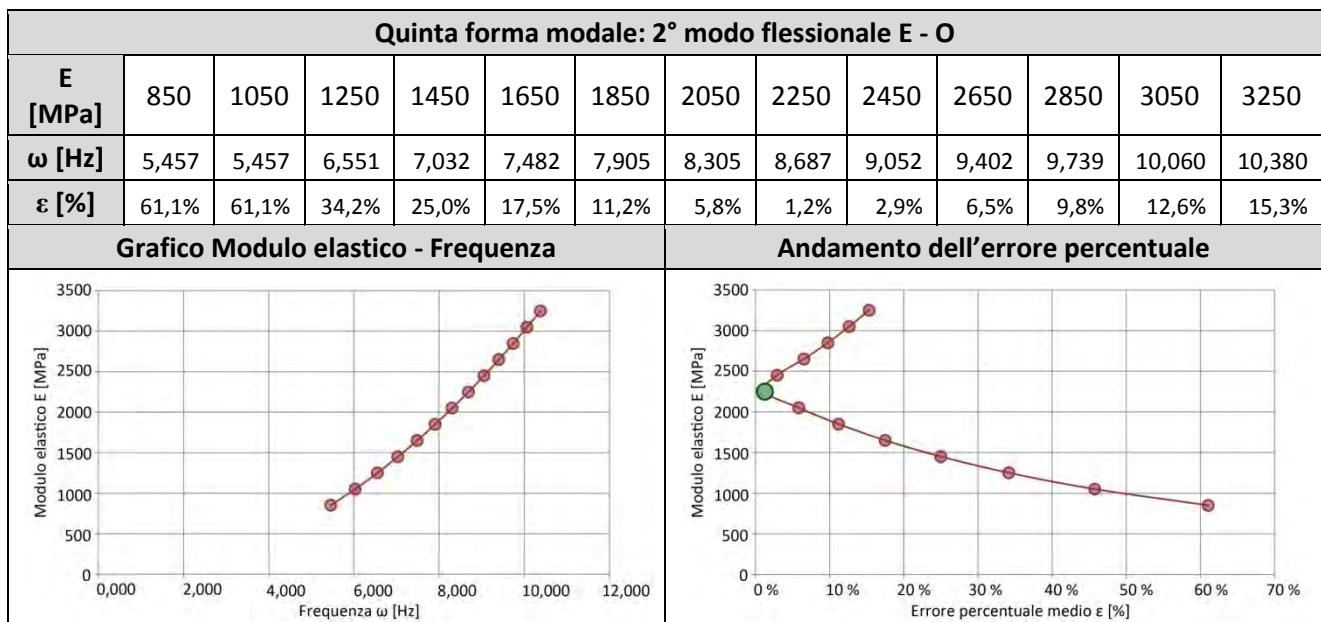 Quinta forma modale: 2° modo flessionale E - O
E [MPa] 850 1050 1250 1450 1650 1850 2050 2250 2450 2650 2850 3050 3250
ω [Hz] 5,457 5,457 6,551 7,032 7,482 7,905 8,305 8,687 9,052 9,402 9,739 10,060 10,380
ε [%] 61,1% 61,1% 34,2% 25,0% 17,5% 11,2% 5,8% 1,2% 2,9% 6,5% 9,8% 12,6% 15,3%
Grafico Modulo elastico - Frequenza
Modulo elastico E [MPa]
3500
3000
2500
2000
1500
1000
500
0
0,000 2,000 4,000 6,000 8,000 10,000 12,000
Frequenza ω [Hz]
Andamento dell’errore percentuale
Modulo elastico E [MPa]
3500
3000
2500
2000
1500
1000
500
0
0 % 10 % 20 % 30 % 40 % 50 % 60 % 70 %
Errore percentuale medio ε [%]